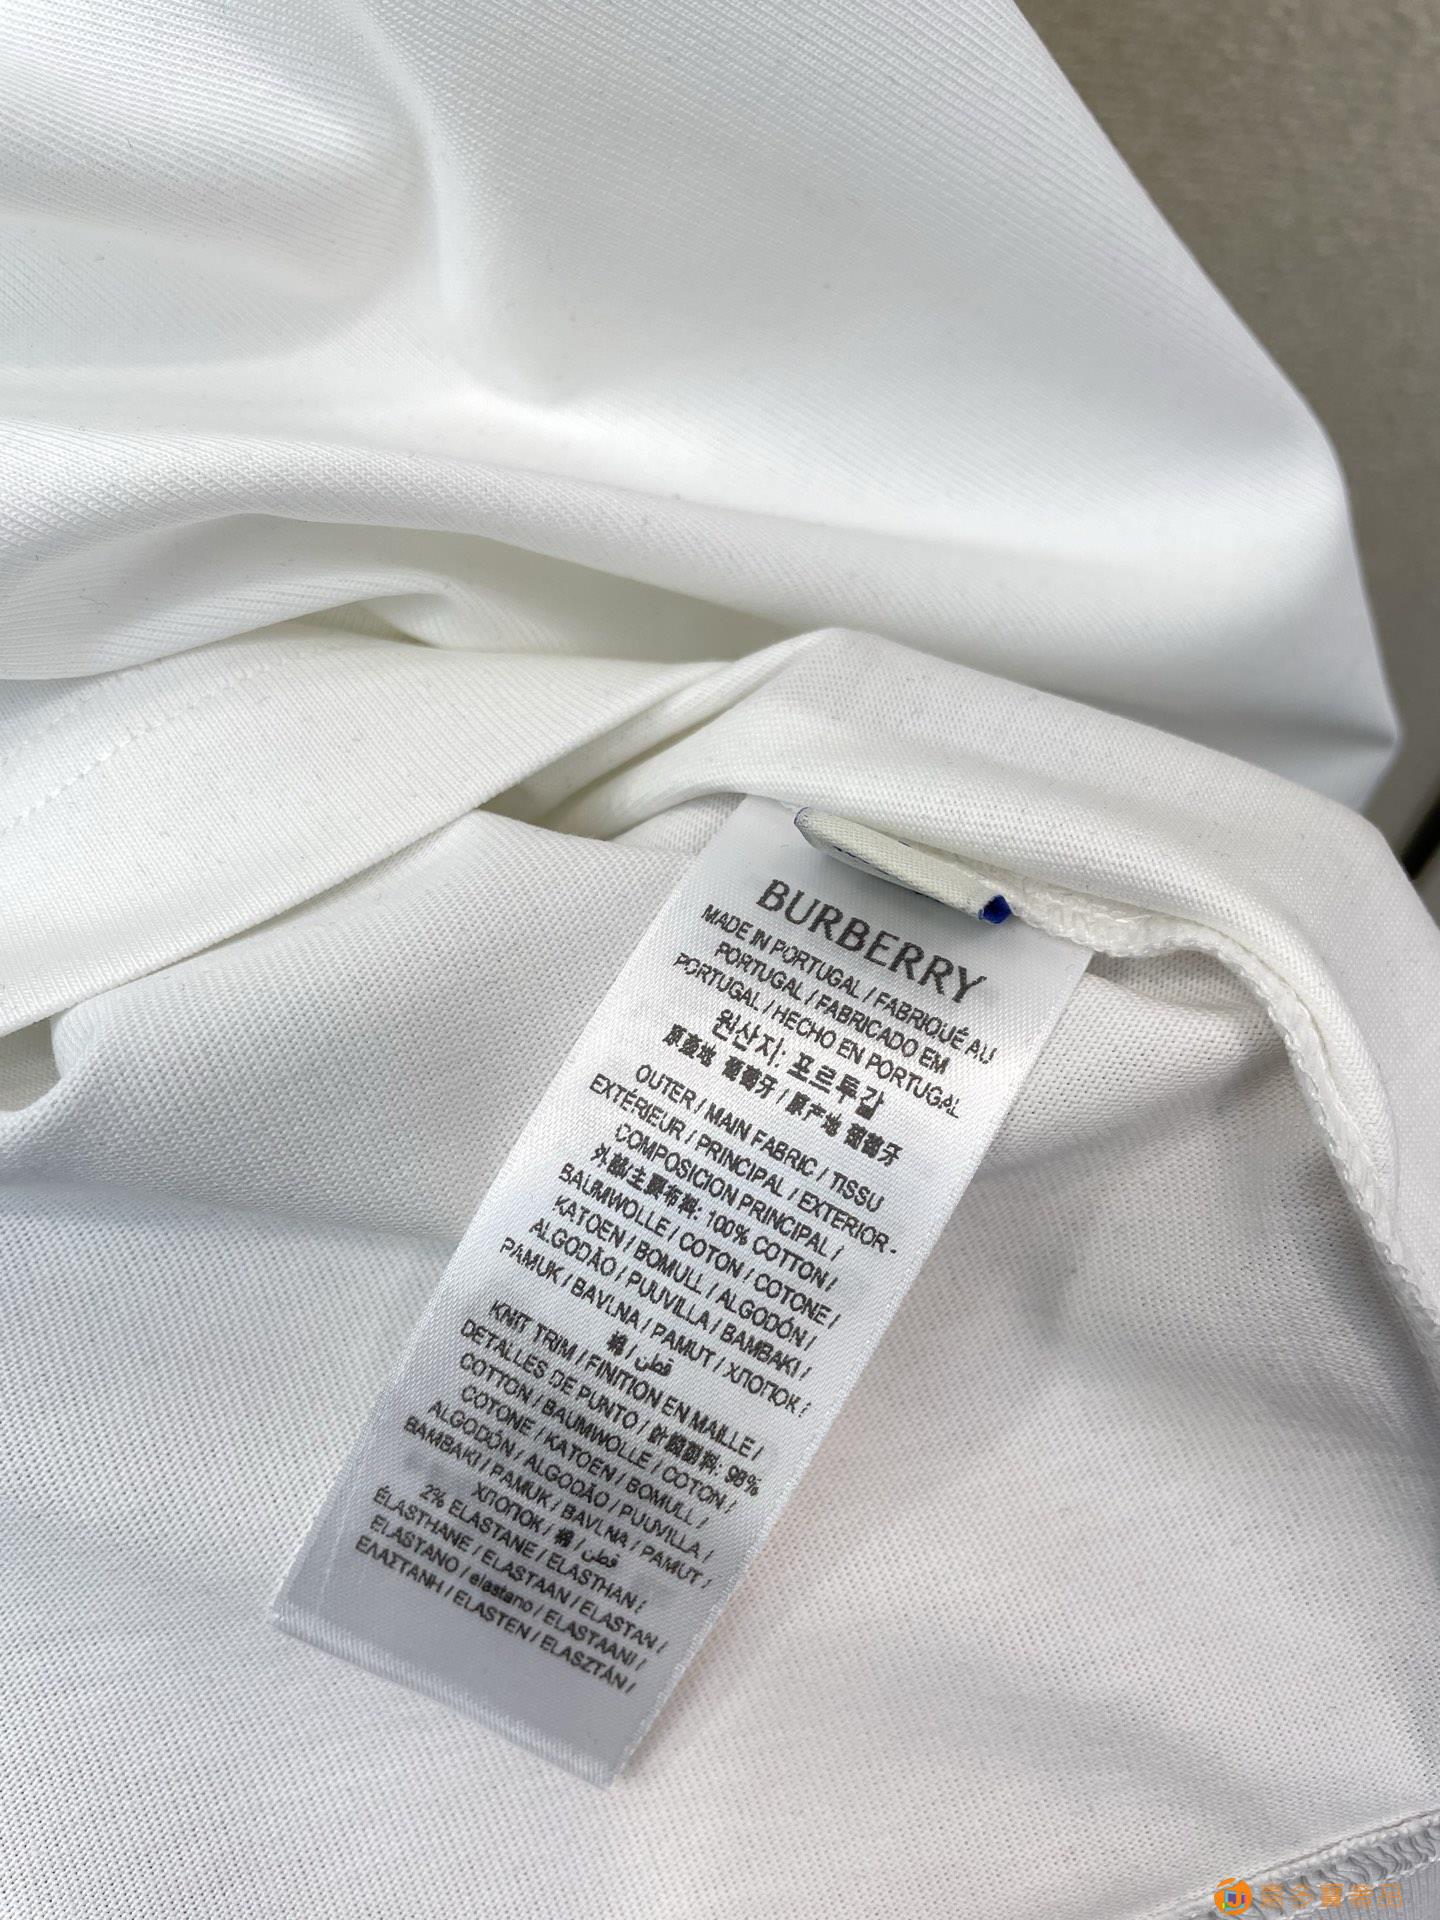 BURBERRY
MADE IN PORTUGAL / FABRIQUÉ AU
PORTUGAL / FABRICADO EM
PORTUGAL / HECHO EN PORTUGAL
원산지: 포르투갈
原產地 葡萄牙 / 原产地 葡萄牙
OUTER / MAIN FABRIC / TISSU
EXTÉRIEUR / PRINCIPAL / EXTERIOR -
COMPOSICION PRINCIPAL /
外部/主要布料: 100% COTTON /
BAUMWOLLE / COTON / COTONE /
KATOEN / BOMULL / ALGODÓN /
ALGODÃO / PUUVILLA / BAMBAKI /
PAMUK / BAVLNA / PAMUT / ХЛОПОК /
棉 / قطن
KNIT TRIM / FINITION EN MAILLE /
DETALLES DE PUNTO / 針織副料: 98%
COTTON / BAUMWOLLE / COTON /
COTONE / KATOEN / BOMULL /
ALGODÓN / ALGODÃO / PUUVILLA /
BAMBAKI / PAMUK / BAVLNA / PAMUT /
ХЛОПОК / 棉 / قطن
2% ELASTANE / ELASTHAN /
ÉLASTHANE / ELASTAAN / ELASTAN /
ELASTANO / elastano / ELASTAANI /
ΕΛΑΣΤΑΝΗ / ELASTEN / ELASZTÁN /